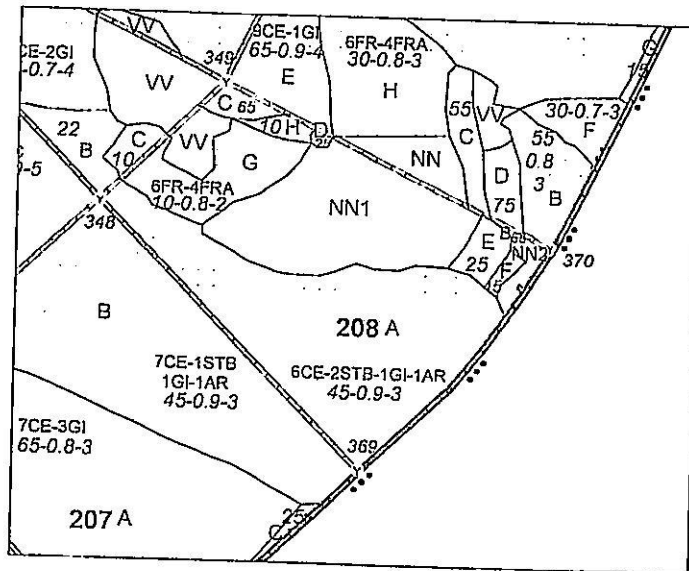 VV
349
9CE-1GI
65-0.9-4
6FR-4FRA.
30-0.8-3
CE-2GI
-0.7-4
VV
E
H
C 65
55
C
VV
30-0.7-3
F
22
B
C
10
VV
10 H
D
G
NN
D
75
55
0.8
3
B
-5
6FR-4FRA
10-0.8-2
348
NN1
E
25
B
NN2
F
5
370
B
208 A
7CE-1STB
1GI-1AR
45-0.9-3
6CE-2STB-1GI-1AR
45-0.9-3
7CE-3GI
65-0.8-3
369
207 A
25
C